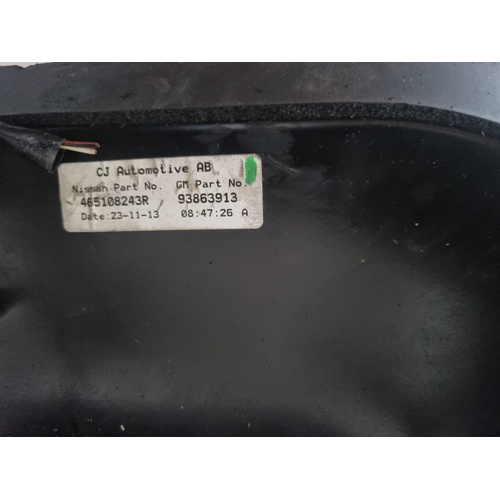 CJ Automotive AB
Nissan Part No. GM Part No.
465108243R 93863913
Date:23-11-13 08:47:26 A